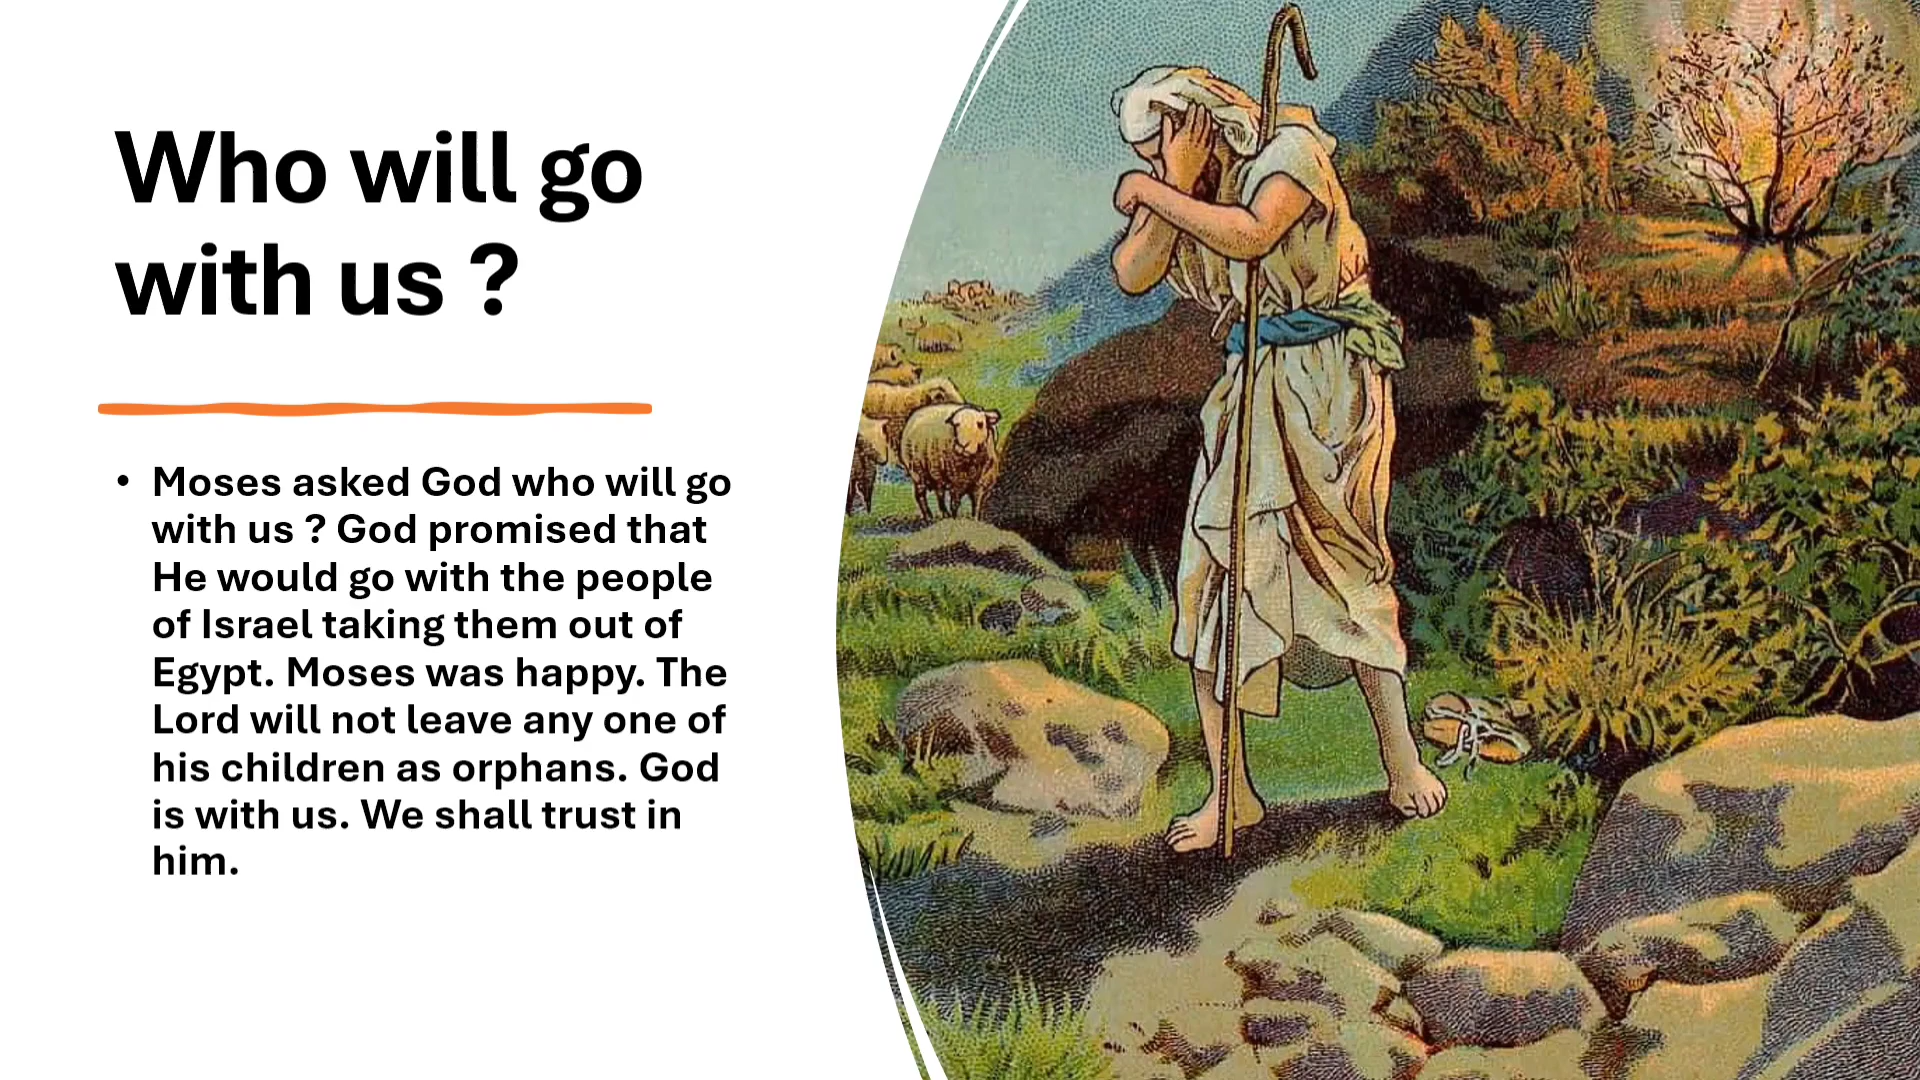 Who will go
with us ?
• Moses asked God who will go
with us ? God promised that
He would go with the people
of Israel taking them out of
Egypt. Moses was happy. The
Lord will not leave any one of
his children as orphans. God
is with us. We shall trust in
him.